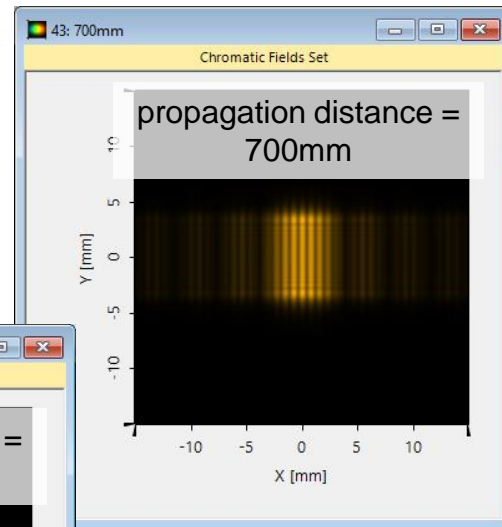 43: 700mm
Chromatic Fields Set
propagation distance =
700mm
10
5
0
-5
-10
Y [mm]
-10 -5 0 5 10
X [mm]
=